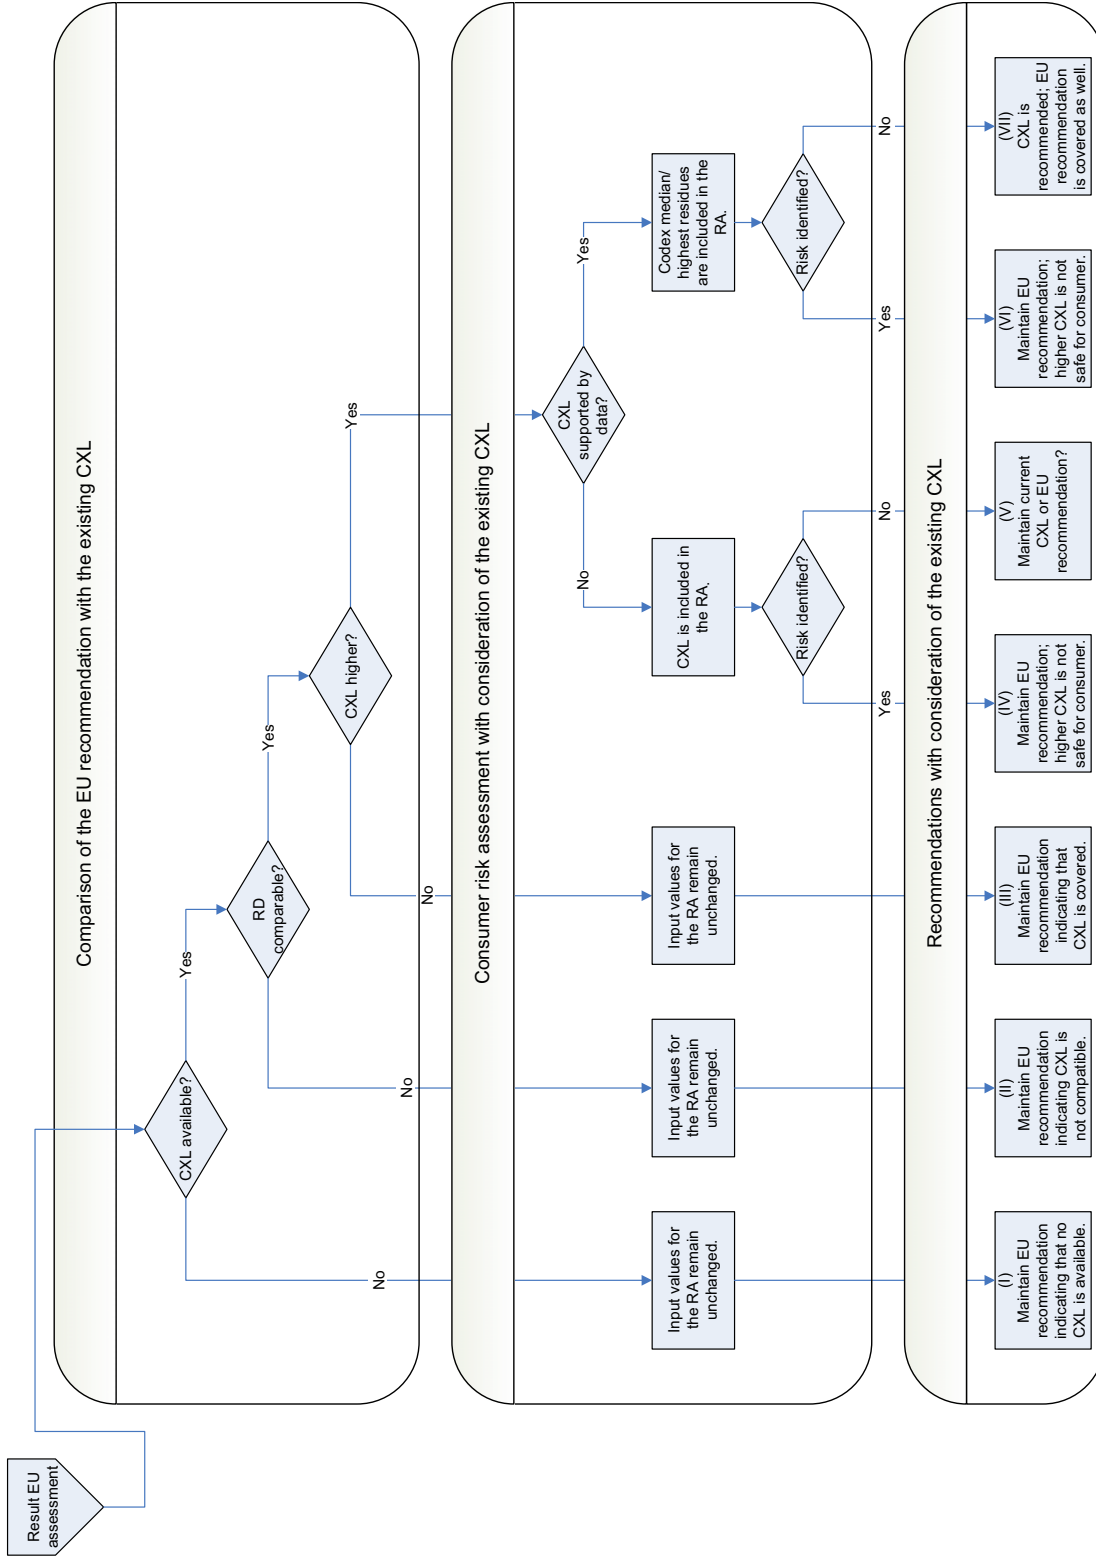 Result EU
assessment
Comparison of the EU recommendation with the existing CXL
CXL available?
Yes
No
RD
comparable?
Yes
No
CXL higher?
Yes
No
Consumer risk assessment with consideration of the existing CXL
CXL
supported by
data?
No
Yes
Input values for
the RA remain
unchanged.
Input values for
the RA remain
unchanged.
Input values for
the RA remain
unchanged.
CXL is included in
the RA.
Codex median/
highest residues
are included in the
RA.
Risk identified?
Yes
No
Risk identified?
Yes
No
Recommendations with consideration of the existing CXL
(I)
Maintain EU
recommendation
indicating that no
CXL is available.
(II)
Maintain EU
recommendation
indicating CXL is
not compatible.
(III)
Maintain EU
recommendation
indicating that
CXL is covered.
(IV)
Maintain EU
recommendation;
higher CXL is not
safe for consumer.
(V)
Maintain current
CXL or EU
recommendation?
(VI)
Maintain EU
recommendation;
higher CXL is not
safe for consumer.
(VII)
CXL is
recommended; EU
recommendation
is covered as well.